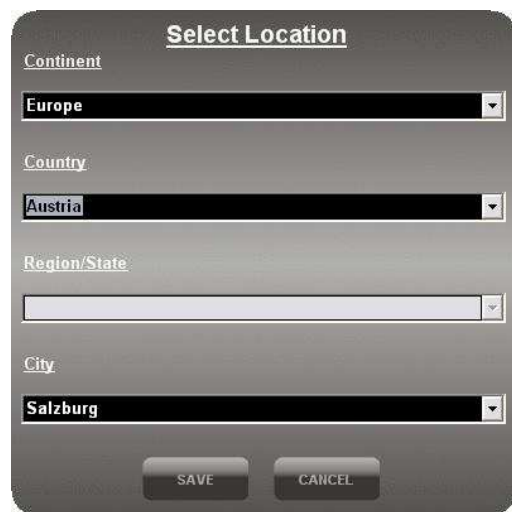 Select Location
Continent
Europe
Country
Austria
Region/State
City
Salzburg
SAVE CANCEL